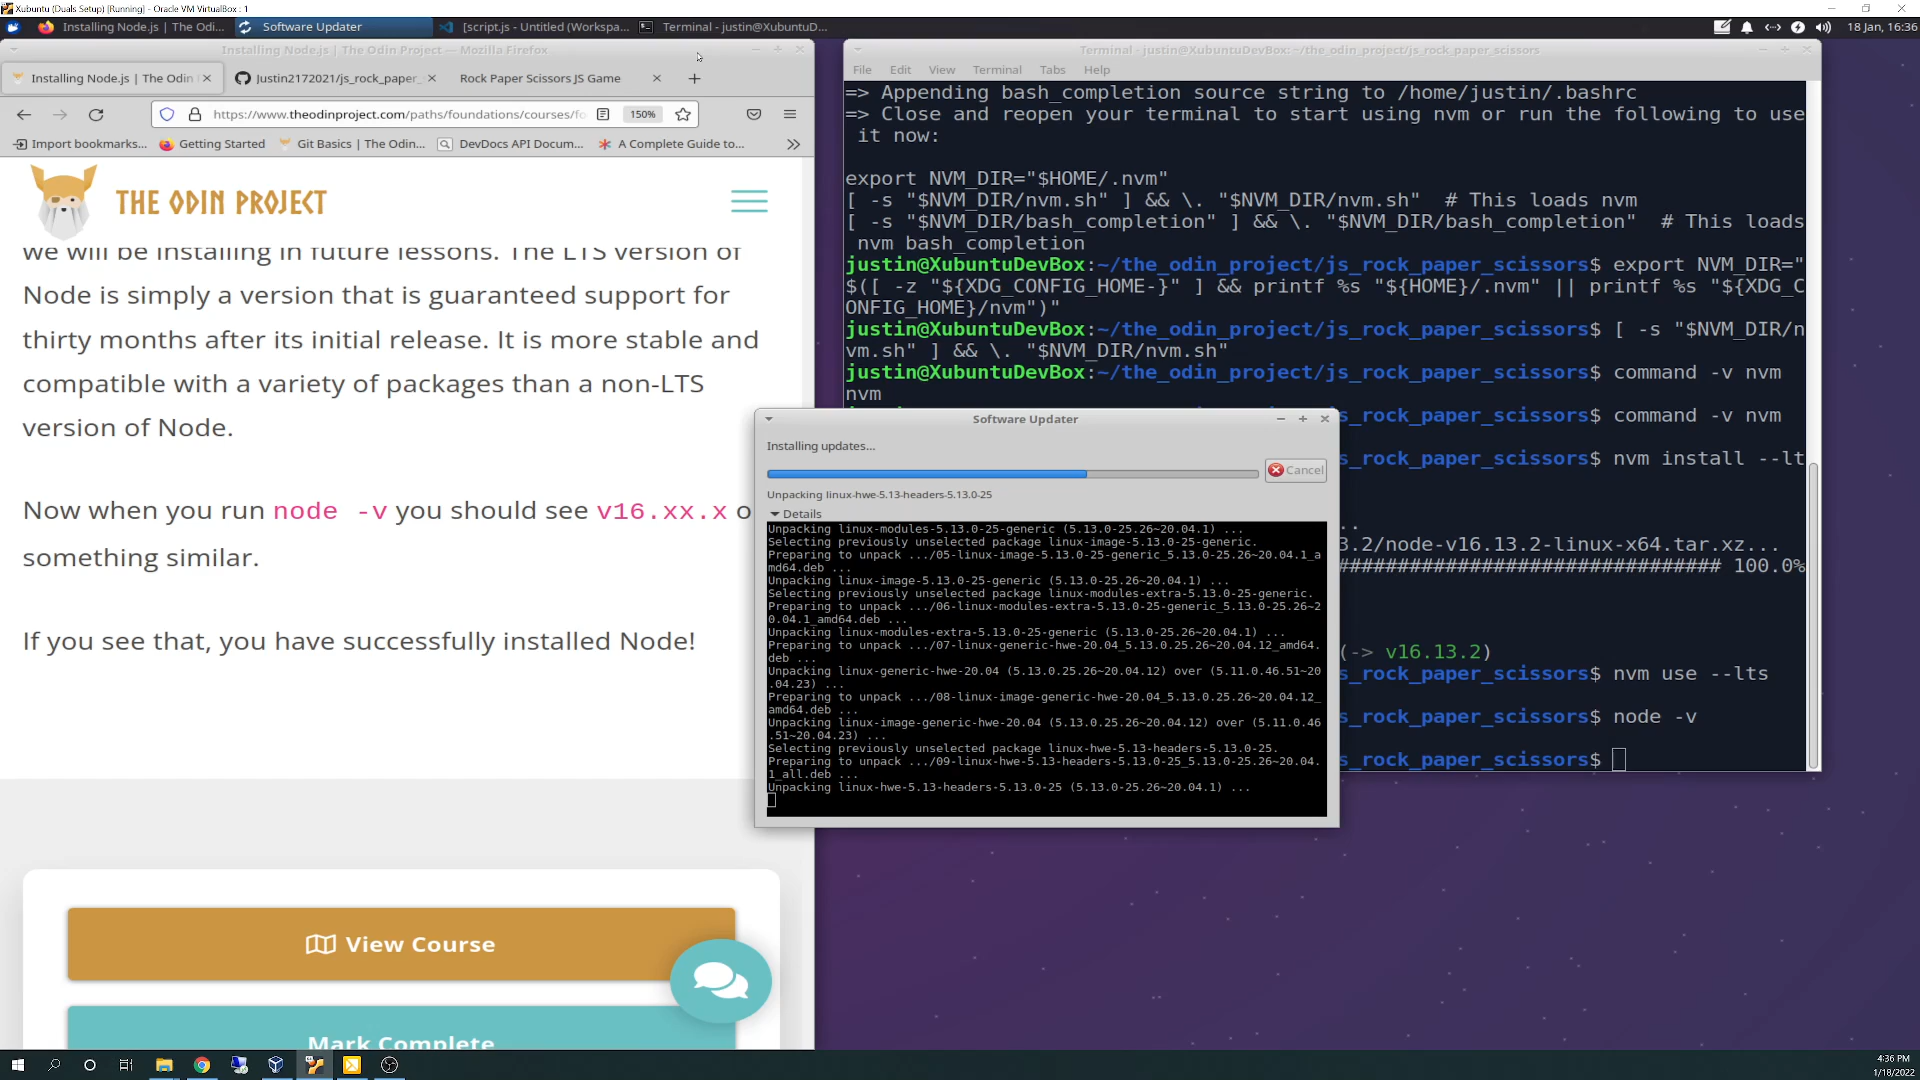 Xubuntu (Duals Setup) [Running] - Oracle VM VirtualBox : 1
Installing Node.js | The Odi...
Software Updater
[script.js - Untitled (Workspa...
Terminal - justin@XubuntuD...
18 Jan, 16:36
Installing Node.js | The Odin Project — Mozilla Firefox
Installing Node.js | The Odin
Justin2172021/js_rock_paper_
Rock Paper Scissors JS Game
https://www.theodinproject.com/paths/foundations/courses/fo
150%
Import bookmarks...
Getting Started
Git Basics | The Odin...
DevDocs API Docum...
A Complete Guide to...
THE ODIN PROJECT
we will be installing in future lessons. The LTS version of
Node is simply a version that is guaranteed support for
thirty months after its initial release. It is more stable and
compatible with a variety of packages than a non-LTS
version of Node.
Now when you run node -v you should see v16.xx.x o
something similar.
If you see that, you have successfully installed Node!
View Course
Mark Complete
Terminal - justin@XubuntuDevBox: ~/the_odin_project/js_rock_paper_scissors
File Edit View Terminal Tabs Help
=> Appending bash_completion source string to /home/justin/.bashrc
=> Close and reopen your terminal to start using nvm or run the following to use
it now:
export NVM_DIR="$HOME/.nvm"
[ -s "$NVM_DIR/nvm.sh" ] && \. "$NVM_DIR/nvm.sh"  # This loads nvm
[ -s "$NVM_DIR/bash_completion" ] && \. "$NVM_DIR/bash_completion"  # This loads
nvm bash_completion
justin@XubuntuDevBox:~/the_odin_project/js_rock_paper_scissors$ export NVM_DIR="
$([ -z "${XDG_CONFIG_HOME-}" ] && printf %s "${HOME}/.nvm" || printf %s "${XDG_C
ONFIG_HOME}/nvm")"
justin@XubuntuDevBox:~/the_odin_project/js_rock_paper_scissors$ [ -s "$NVM_DIR/n
vm.sh" ] && \. "$NVM_DIR/nvm.sh"
justin@XubuntuDevBox:~/the_odin_project/js_rock_paper_scissors$ command -v nvm
nvm
s_rock_paper_scissors$ command -v nvm
s_rock_paper_scissors$ nvm install --lt
..
3.2/node-v16.13.2-linux-x64.tar.xz...
################################ 100.0%
(-> v16.13.2)
s_rock_paper_scissors$ nvm use --lts
s_rock_paper_scissors$ node -v
s_rock_paper_scissors$
Software Updater
Installing updates...
Cancel
Unpacking linux-hwe-5.13-headers-5.13.0-25
Details
Unpacking linux-modules-5.13.0-25-generic (5.13.0-25.26~20.04.1) ...
Selecting previously unselected package linux-image-5.13.0-25-generic.
Preparing to unpack .../05-linux-image-5.13.0-25-generic_5.13.0-25.26~20.04.1_a
md64.deb ...
Unpacking linux-image-5.13.0-25-generic (5.13.0-25.26~20.04.1) ...
Selecting previously unselected package linux-modules-extra-5.13.0-25-generic.
Preparing to unpack .../06-linux-modules-extra-5.13.0-25-generic_5.13.0-25.26~2
0.04.1_amd64.deb ...
Unpacking linux-modules-extra-5.13.0-25-generic (5.13.0-25.26~20.04.1) ...
Preparing to unpack .../07-linux-generic-hwe-20.04_5.13.0.25.26~20.04.12_amd64.
deb ...
Unpacking linux-generic-hwe-20.04 (5.13.0.25.26~20.04.12) over (5.11.0.46.51~20
.04.23) ...
Preparing to unpack .../08-linux-image-generic-hwe-20.04_5.13.0.25.26~20.04.12_
amd64.deb ...
Unpacking linux-image-generic-hwe-20.04 (5.13.0.25.26~20.04.12) over (5.11.0.46
.51~20.04.23) ...
Selecting previously unselected package linux-hwe-5.13-headers-5.13.0-25.
Preparing to unpack .../09-linux-hwe-5.13-headers-5.13.0-25_5.13.0-25.26~20.04.
1_all.deb ...
Unpacking linux-hwe-5.13-headers-5.13.0-25 (5.13.0-25.26~20.04.1) ...
4:36 PM
1/18/2022